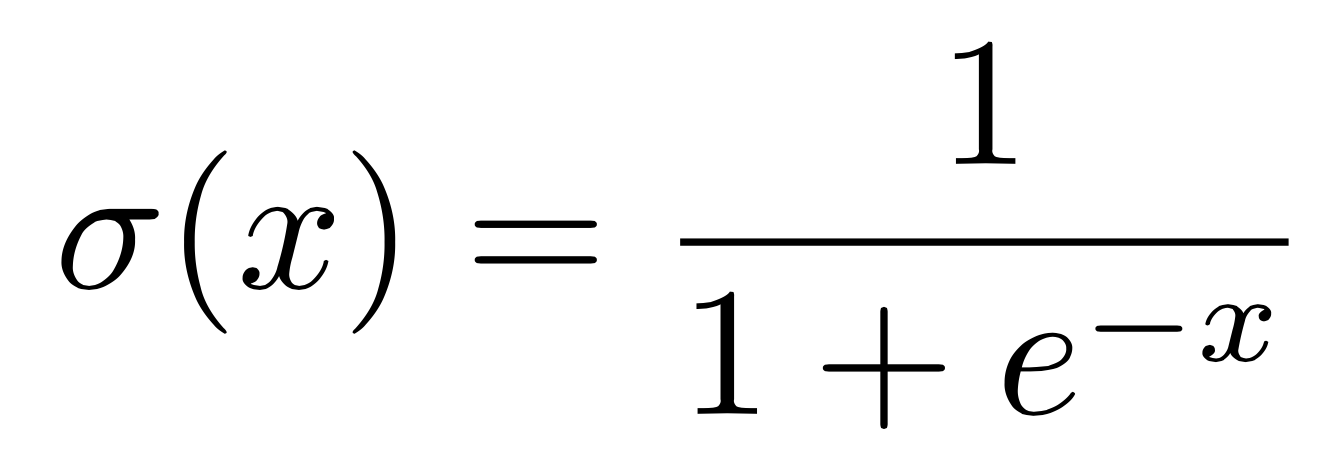 σ(x) = 1 / (1 + e^{-x})